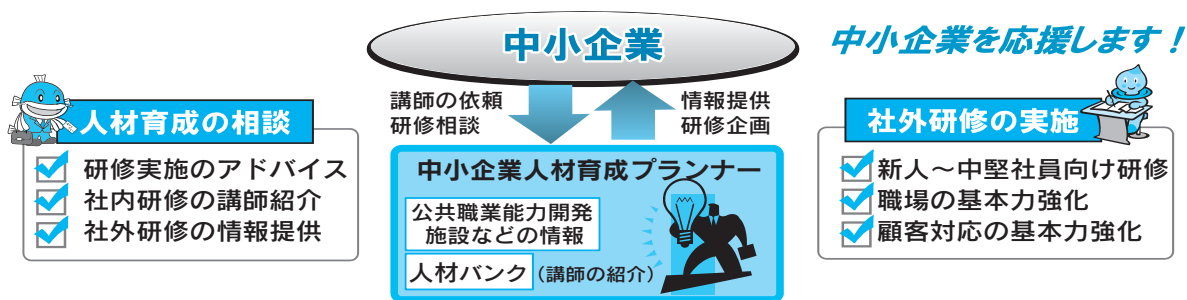 中小企業
中小企業を応援します！
人材育成の相談
研修実施のアドバイス
社内研修の講師紹介
社外研修の情報提供
講師の依頼
研修相談
情報提供
研修企画
中小企業人材育成プランナー
公共職業能力開発
施設などの情報
人材バンク（講師の紹介）
社外研修の実施
新人～中堅社員向け研修
職場の基本力強化
顧客対応の基本力強化